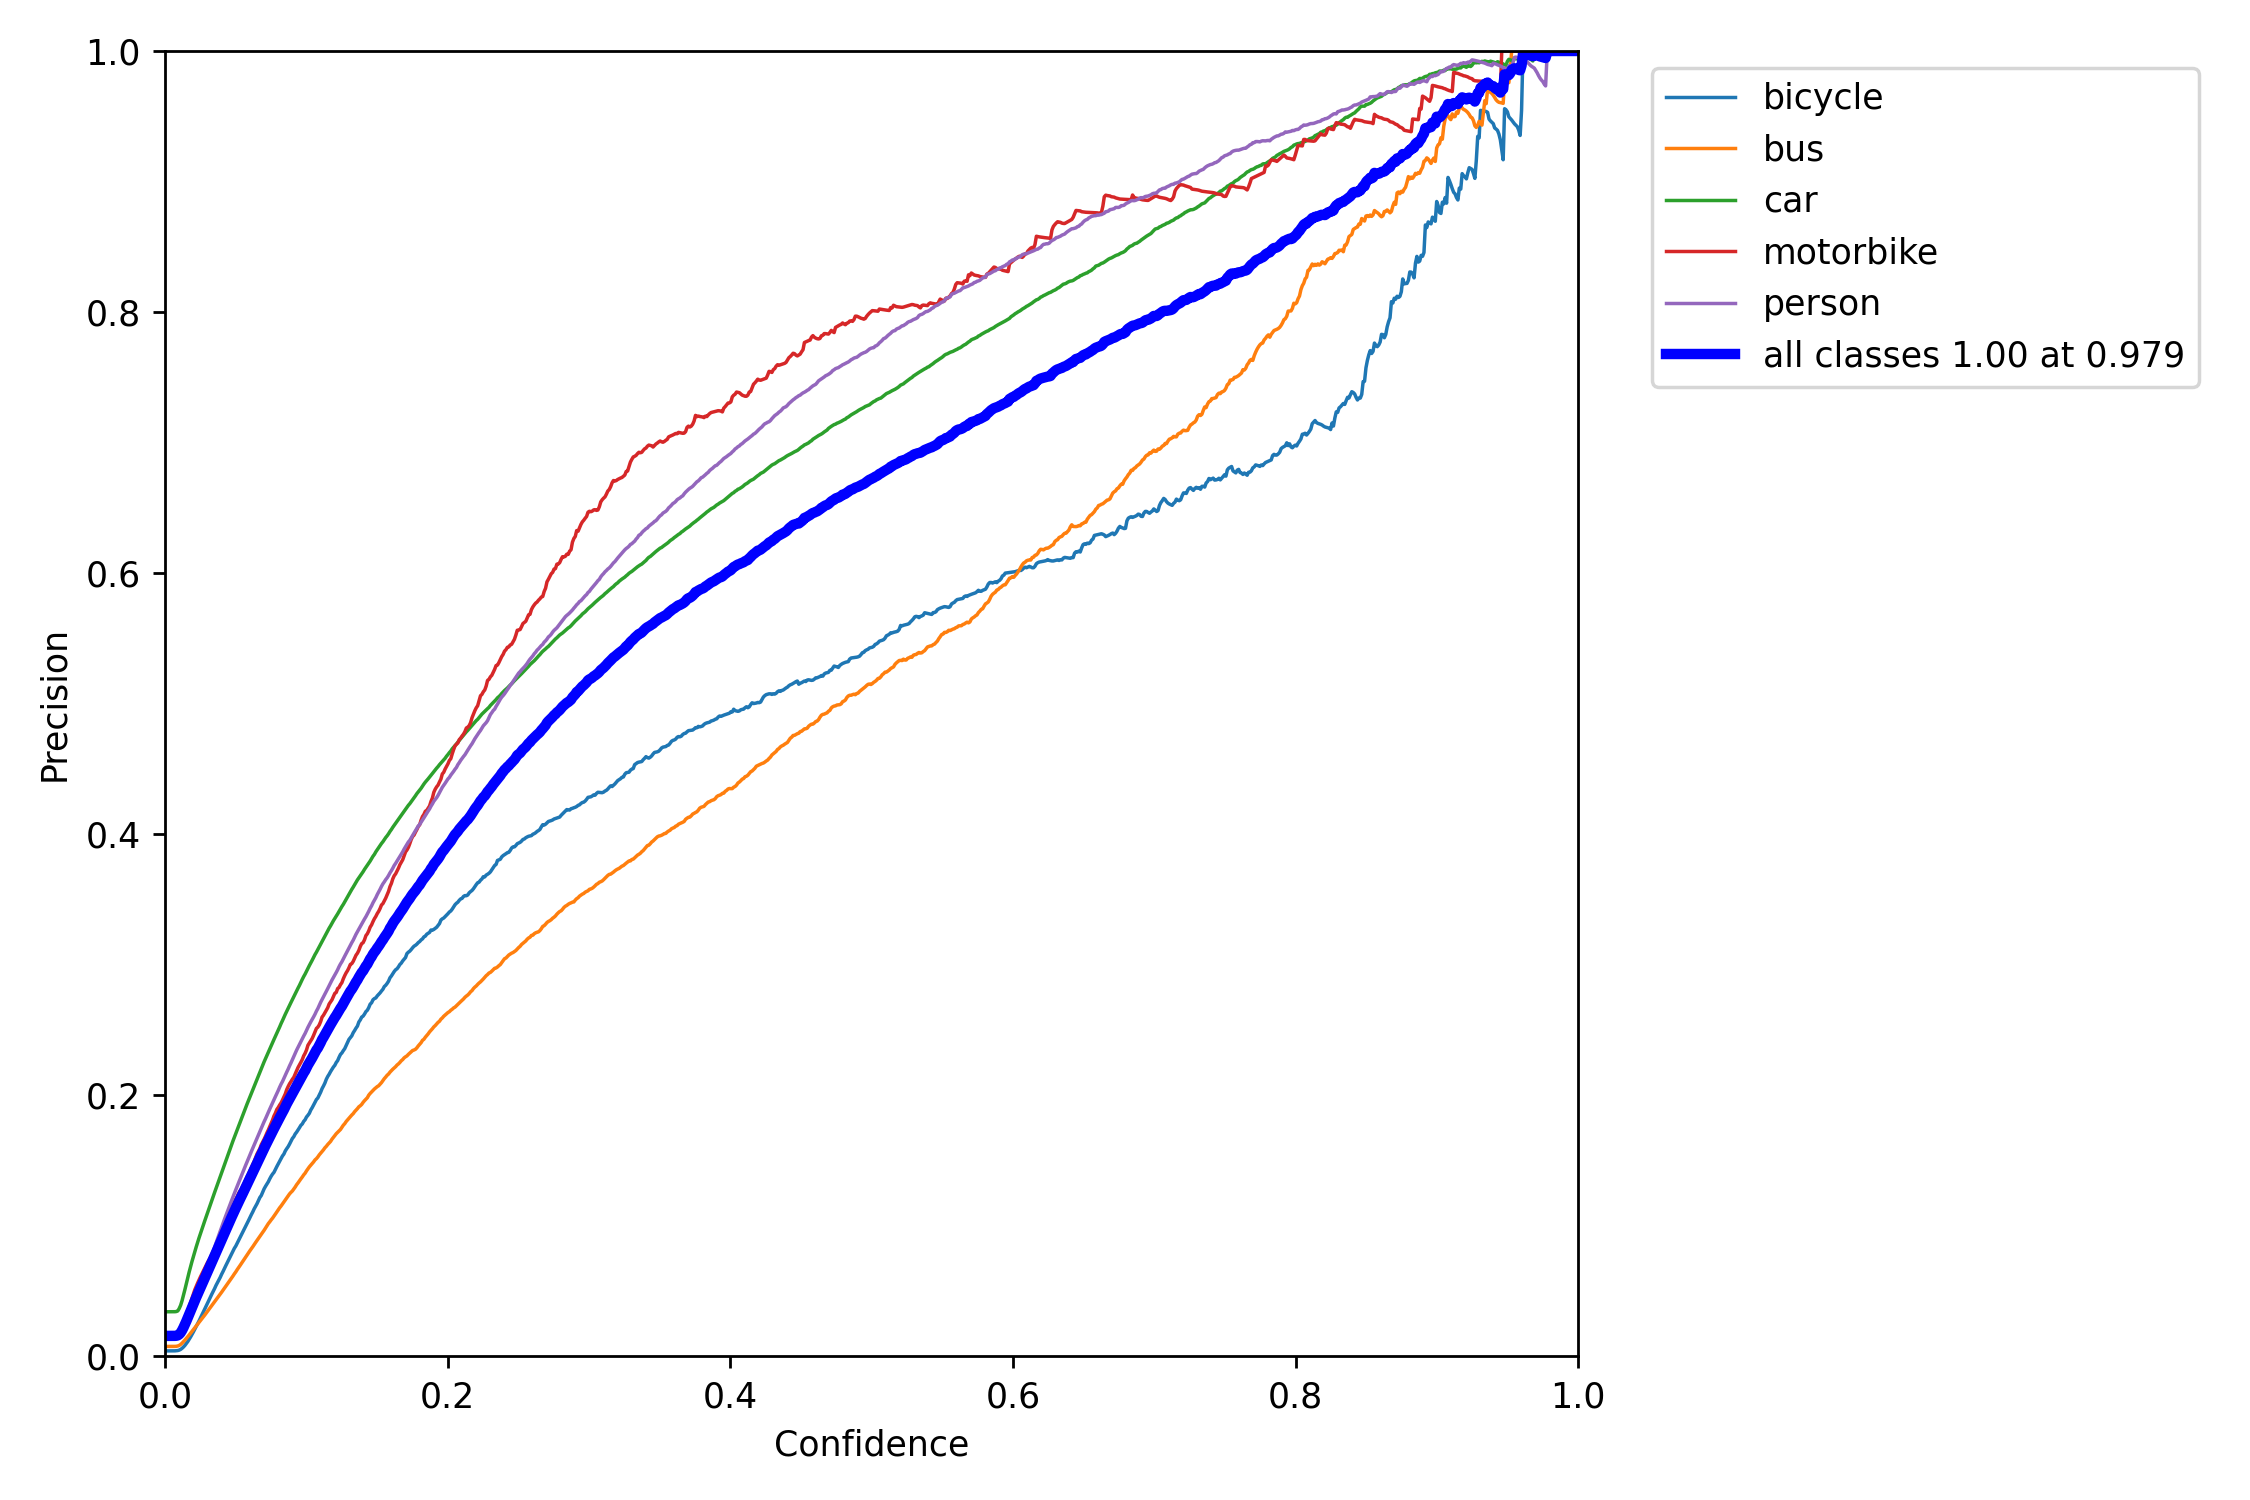 1.0
0.8
0.6
0.4
0.2
0.0
Precision
0.0 0.2 0.4 0.6 0.8 1.0
Confidence
bicycle
bus
car
motorbike
person
all classes 1.00 at 0.979